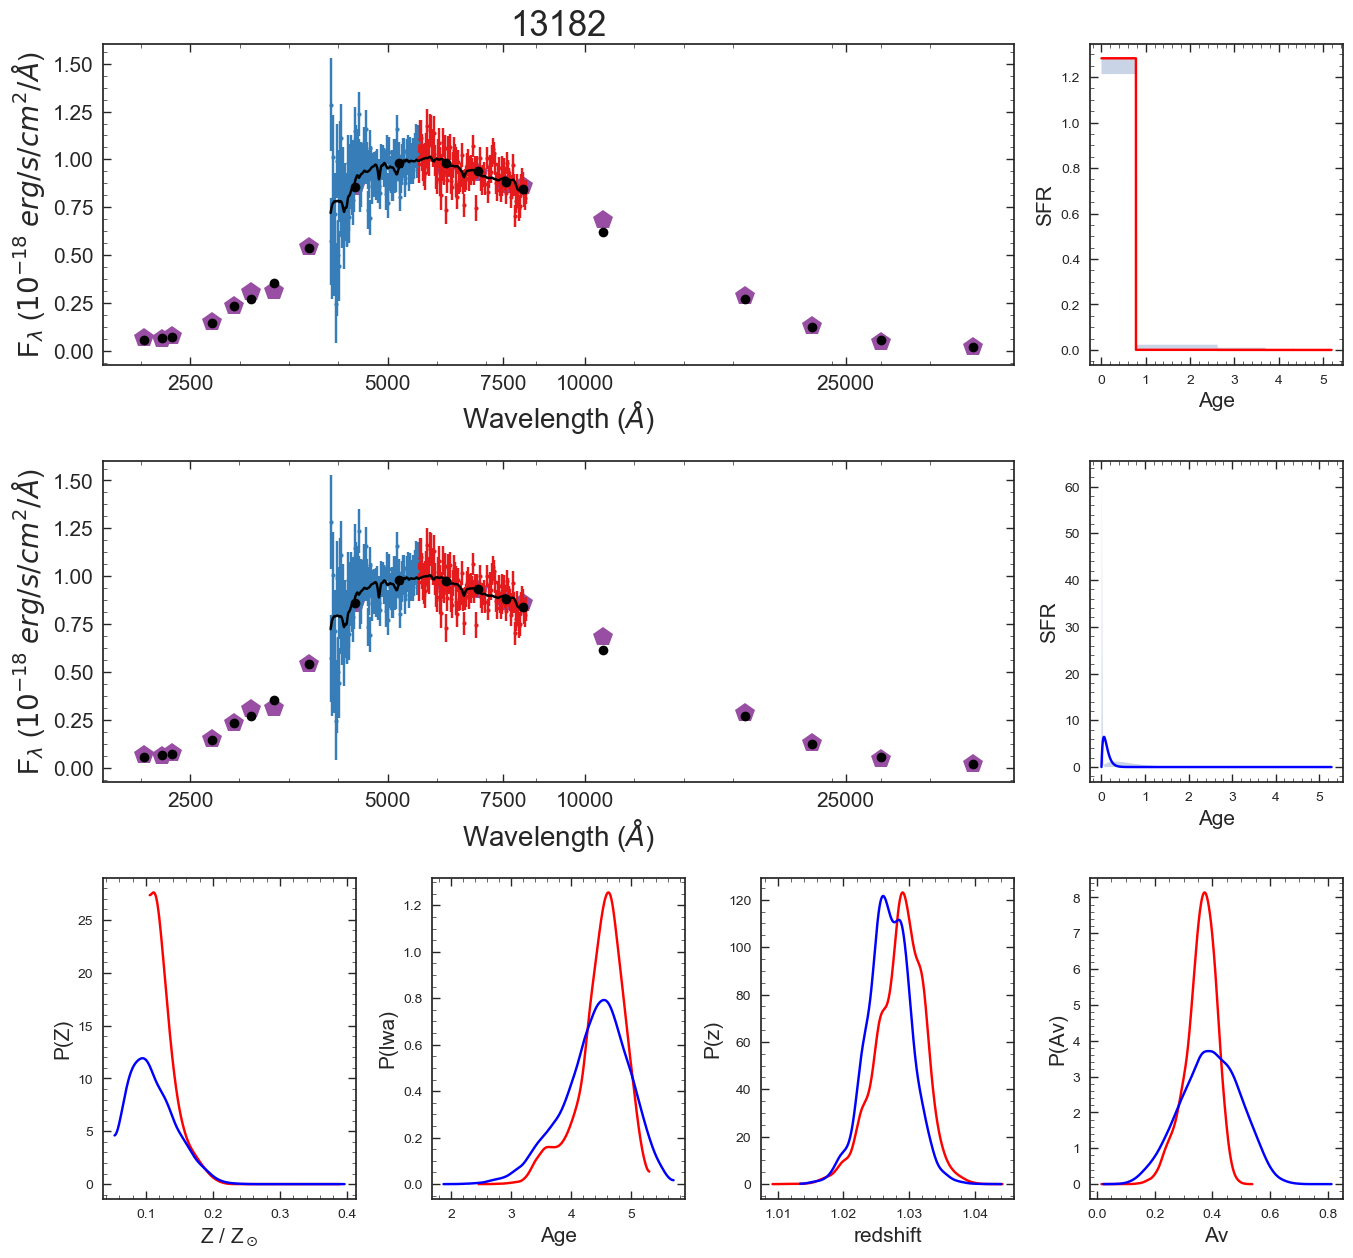 13182
1.50
1.25
1.00
0.75
0.50
0.25
0.00
F_λ (10^−18 erg/s/cm^2/Å)
2500 5000 7500 10000 25000
Wavelength (Å)
1.2
1.0
0.8
0.6
0.4
0.2
0.0
SFR
0 1 2 3 4 5
Age
1.50
1.25
1.00
0.75
0.50
0.25
0.00
F_λ (10^−18 erg/s/cm^2/Å)
2500 5000 7500 10000 25000
Wavelength (Å)
60
50
40
30
20
10
0
SFR
0 1 2 3 4 5
Age
25
20
15
10
5
0
P(Z)
0.1 0.2 0.3 0.4
Z / Z_⊙
1.2
1.0
0.8
0.6
0.4
0.2
0.0
P(lwa)
2 3 4 5
Age
120
100
80
60
40
20
0
P(z)
1.01 1.02 1.03 1.04
redshift
8
7
6
5
4
3
2
1
0
P(Av)
0.0 0.2 0.4 0.6 0.8
Av